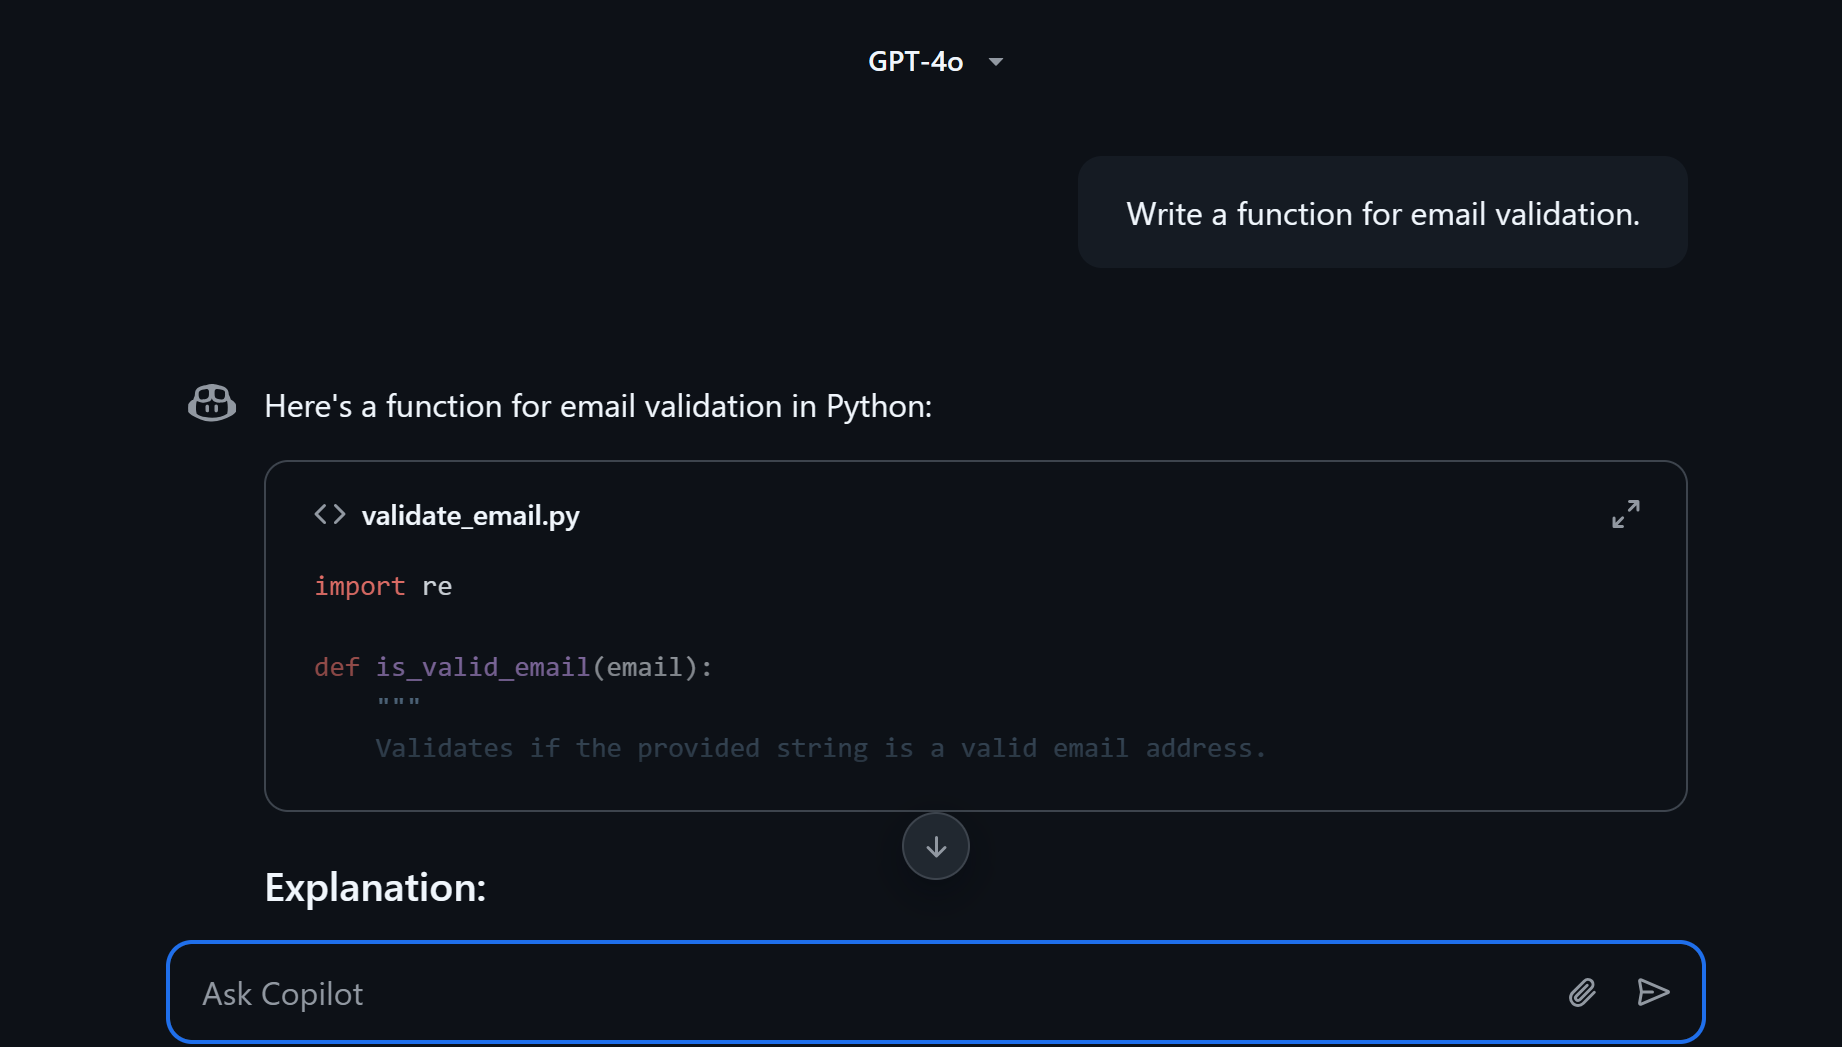 GPT-4o
Write a function for email validation.
Here's a function for email validation in Python:
validate_email.py
import re
def is_valid_email(email):
"""
Validates if the provided string is a valid email address.
Explanation:
Ask Copilot